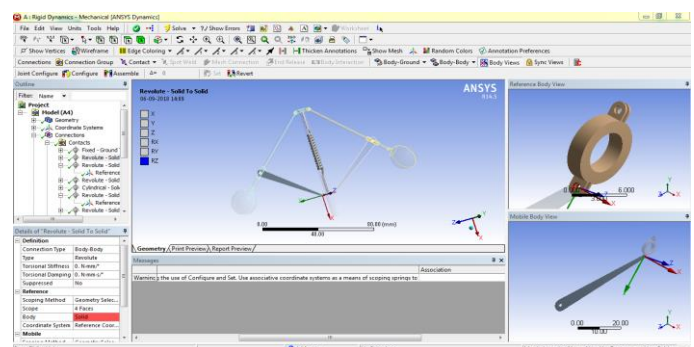 A : Rigid Dynamics - Mechanical [ANSYS Dynamics]
File Edit View Units Tools Help Solve ?/ Show Errors Worksheet
Show Vertices Wireframe Edge Coloring Thicken Annotations Show Mesh Random Colors Annotation Preferences
Connections Connection Group Contact Spot Weld Mesh Connection End Release Body Interaction Body-Ground Body-Body Body Views Sync Views
Joint Configure Configure Assemble Δ= 0 Set Revert
Outline
Filter: Name
Project
Model (A4)
Geometry
Coordinate Systems
Connections
Contacts
Fixed - Ground
Revolute - Solid
Revolute - Solid
Reference
Revolute - Solid
Cylindrical - Soli
Revolute - Solid
Reference
Revolute - Solid
Details of "Revolute - Solid To Solid"
Definition
Connection Type Body-Body
Type Revolute
Torsional Stiffness 0. N·mm/°
Torsional Damping 0. N·mm·s/°
Suppressed No
Reference
Scoping Method Geometry Selec...
Scope 4 Faces
Body Solid
Coordinate System Reference Coor...
Mobile
Revolute - Solid To Solid
04-09-2018 14:03
X
Y
Z
RX
RY
RZ
ANSYS
R14.5
0.00 90.00 (mm)
45.00
Geometry Print Preview Report Preview
Messages
Association
Warning the use of Configure and Set. Use associative coordinate systems as a means of scoping springs to
Reference Body View
6.000
Mobile Body View
0.00 20.00
10.00